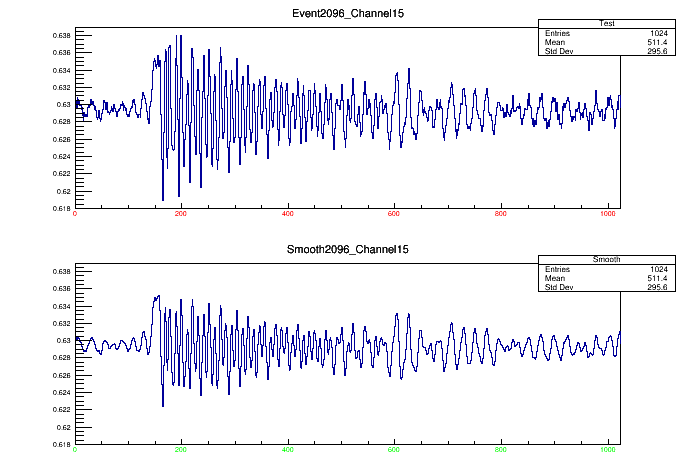 Event2096_Channel15
Test
Entries 1024
Mean 511.4
Std Dev 295.6
0.638
0.636
0.634
0.632
0.63
0.628
0.626
0.624
0.622
0.62
0.618
0 200 400 600 800 1000
Smooth2096_Channel15
Smooth
Entries 1024
Mean 511.4
Std Dev 295.6
0.638
0.636
0.634
0.632
0.63
0.628
0.626
0.624
0.622
0.62
0.618
0 200 400 600 800 1000